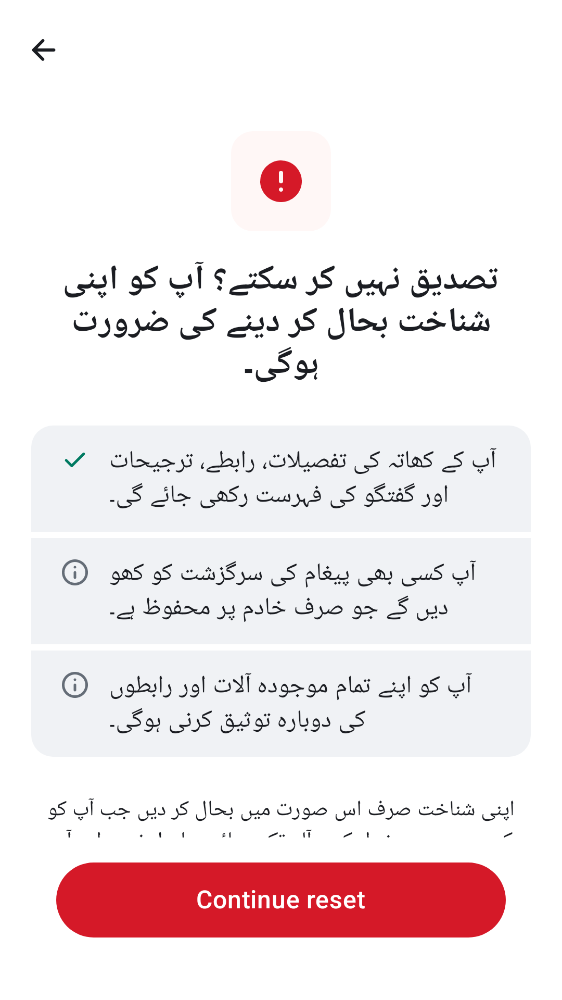 تصدیق نہیں کر سکتے؟ آپ کو اپنی
شناخت بحال کر دینے کی ضرورت
ہوگی۔
آپ کے کھاتہ کی تفصیلات، رابطے، ترجیحات
اور گفتگو کی فہرست رکھی جائے گی۔
آپ کسی بھی پیغام کی سرگزشت کو کھو
دیں گے جو صرف خادم پر محفوظ ہے۔
آپ کو اپنے تمام موجودہ آلات اور رابطوں
کی دوبارہ توثیق کرنی ہوگی۔
اپنی شناخت صرف اس صورت میں بحال کر دیں جب آپ کو
Continue reset